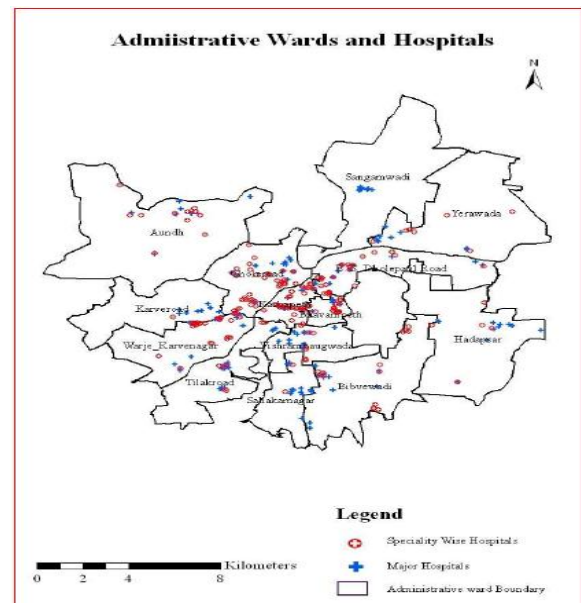 Admiistrative Wards and Hospitals
N
Sangamwadi
Yerawada
Aundh
Dholepatil Road
Karveroad
Bhavanipeth
Warje_Karvenagar
Hadapsar
Tilakroad
Bibvewadi
Sahakarnagar
Legend
Speciality Wise Hospitals
Major Hospitals
Administrative ward Boundary
Kilometers
0 2 4 8